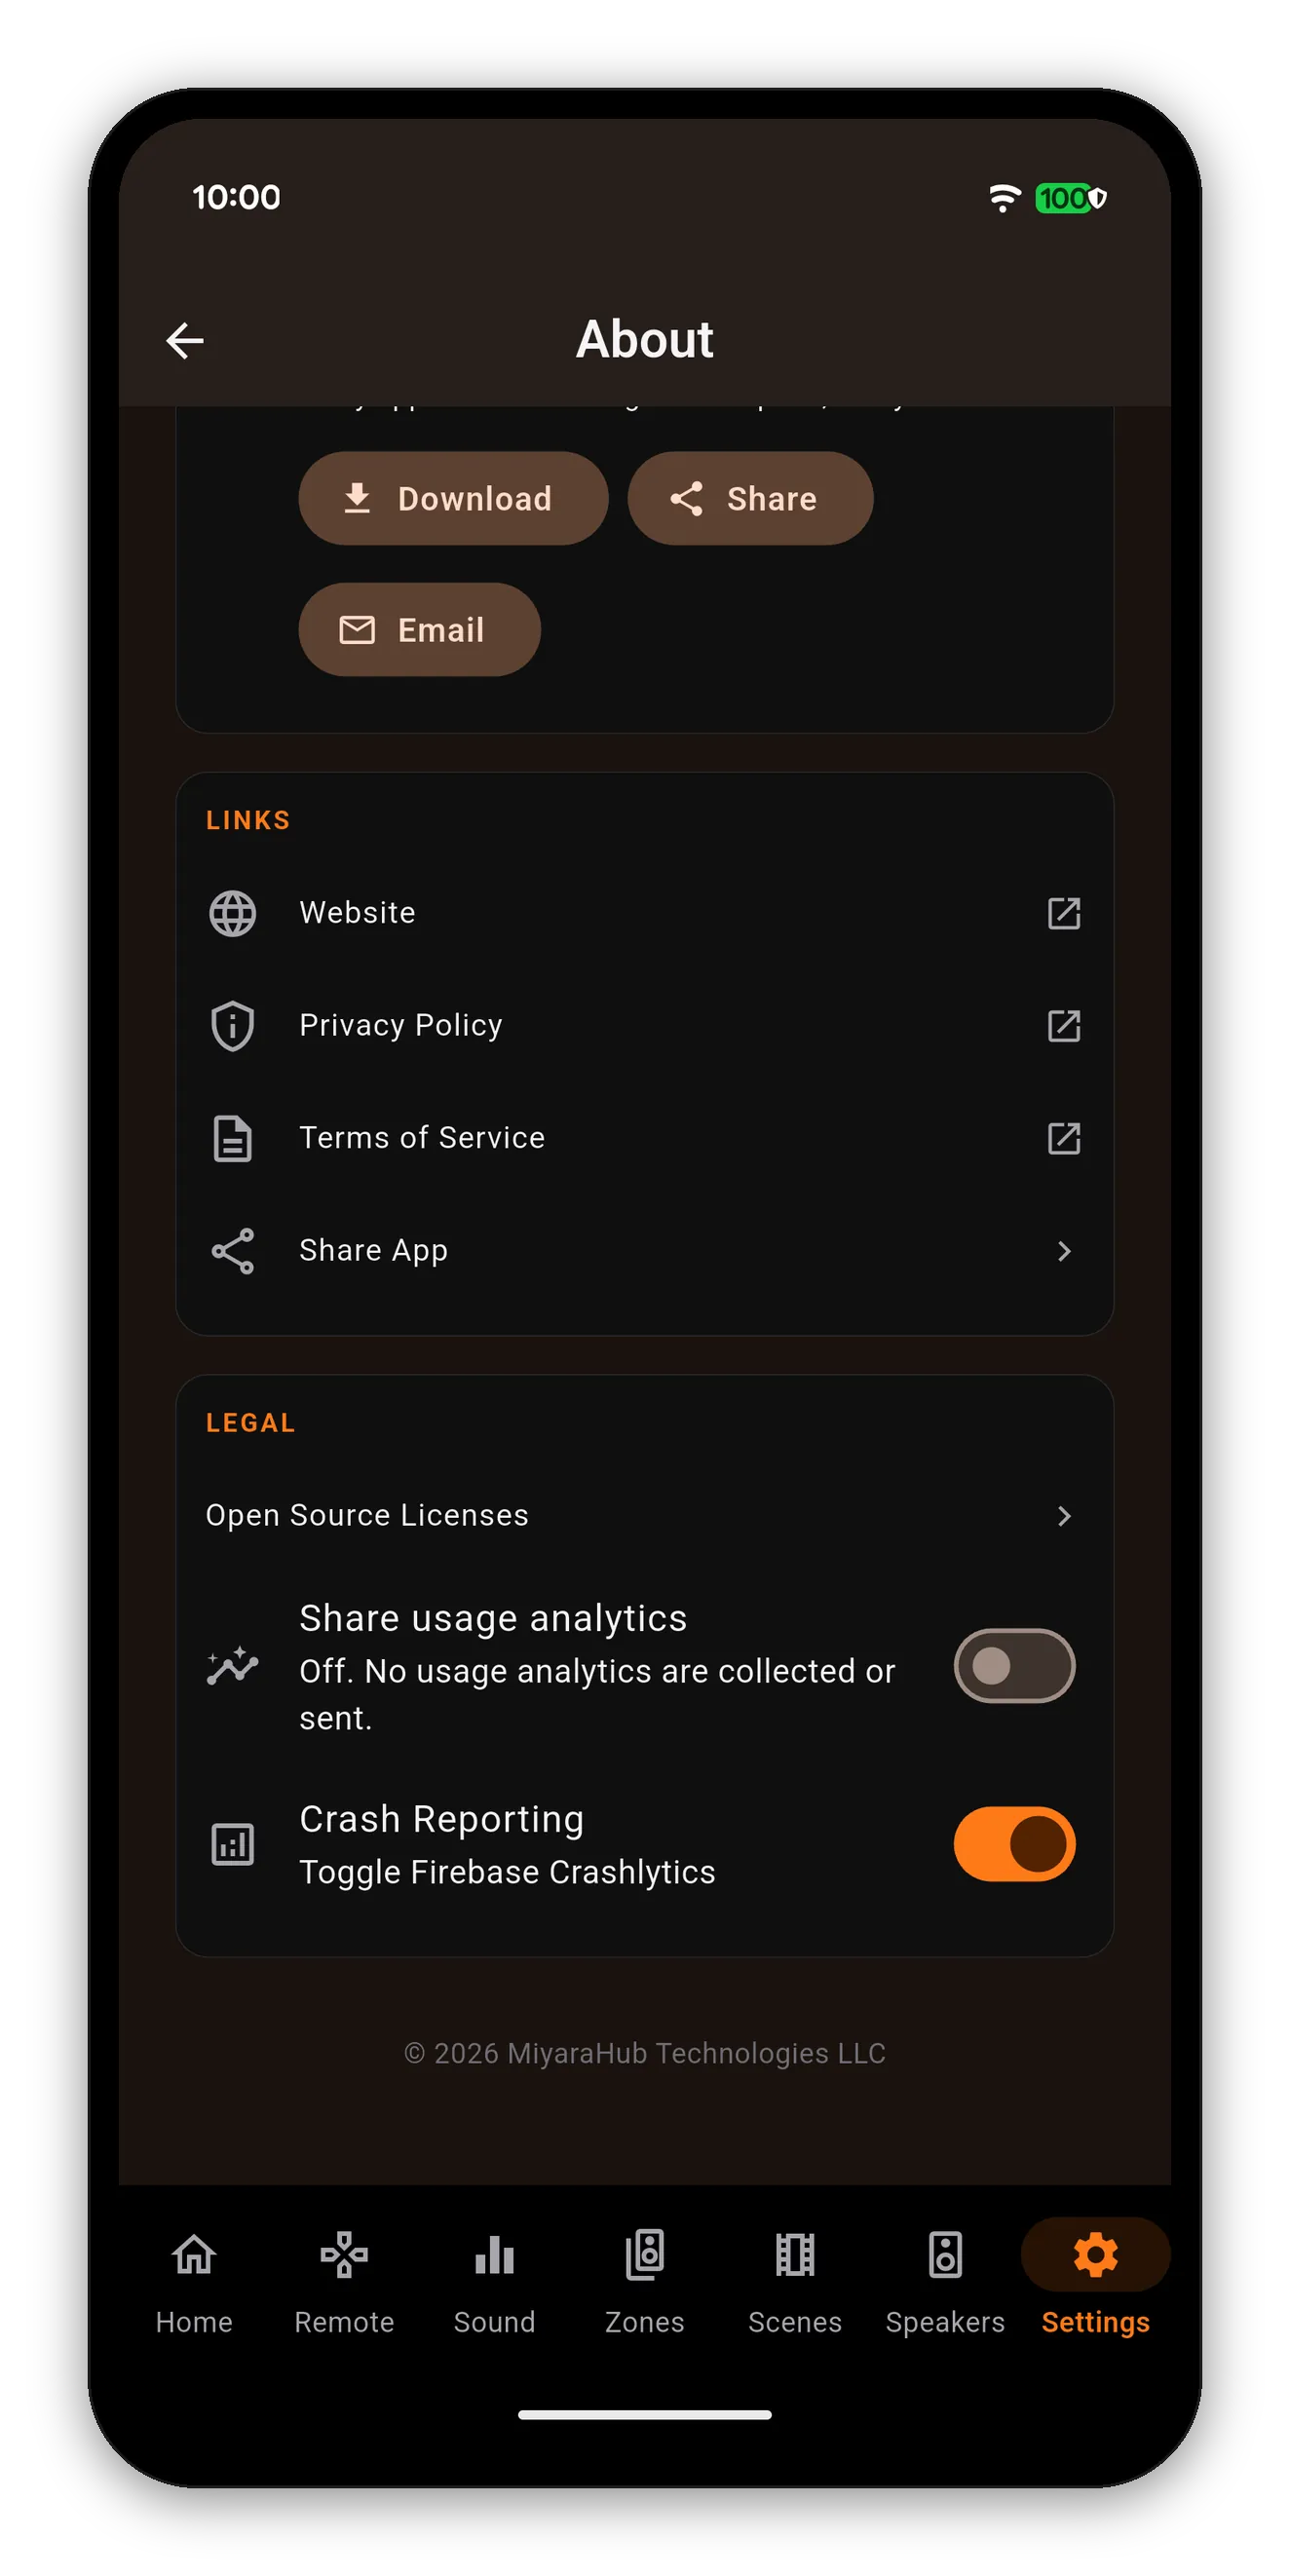 10:00
100
About
Download
Share
Email
LINKS
Website
Privacy Policy
Terms of Service
Share App
LEGAL
Open Source Licenses
Share usage analytics
Off. No usage analytics are collected or
sent.
Crash Reporting
Toggle Firebase Crashlytics
© 2026 MiyaraHub Technologies LLC
Home
Remote
Sound
Zones
Scenes
Speakers
Settings